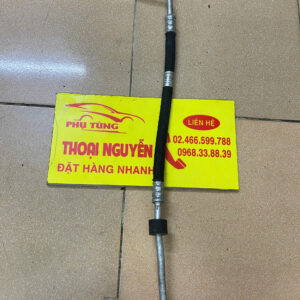 PHỤ TÙNG
THOẠI NGUYỄN
ĐẶT HÀNG NHANH
LIÊN HỆ
02.466.599.788
0968.33.88.39